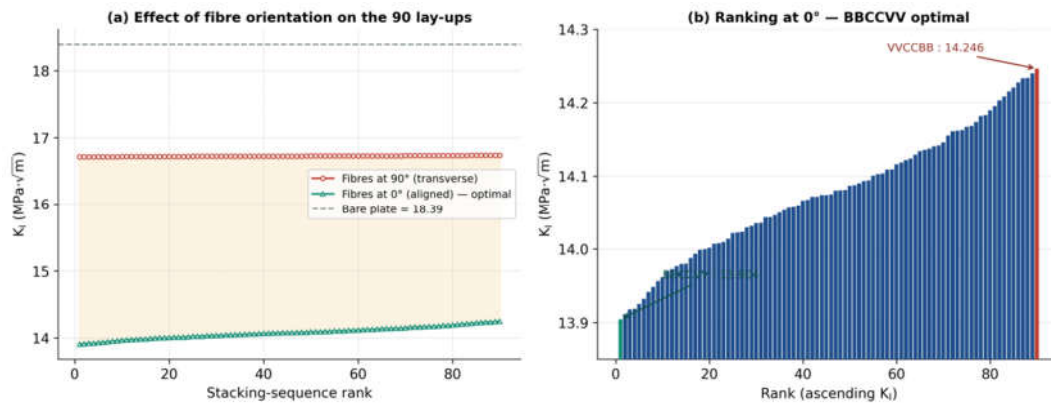 (a) Effect of fibre orientation on the 90 lay-ups
18
17
16
15
14
K_I (MPa·√m)
0
20
40
60
80
Stacking-sequence rank
Fibres at 90° (transverse)
Fibres at 0° (aligned) — optimal
Bare plate = 18.39
(b) Ranking at 0° — BBCCVV optimal
14.3
14.2
14.1
14.0
13.9
K_I (MPa·√m)
VVCCBB : 14.246
0
20
40
60
80
Rank (ascending K_I)